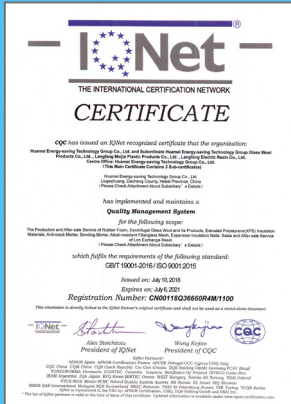 IQNet
®
THE INTERNATIONAL CERTIFICATION NETWORK
CERTIFICATE
CQC has issued an IQNet recognized certificate that the organization:
Huamei Energy-saving Technology Group Co., Ltd. and Subordinate Huamei Energy-saving Technology Group Glass Wool
Products Co., Ltd., Langfang Meijia Plastic Products Co., Ltd., Langfang Electric Resin Co., Ltd.
Centre Office: Huamei Energy-saving Technology Group Co., Ltd.
(This Main Certificate Contains 3 Sub-certificates)
Huamei Energy-saving Technology Group Co., Ltd.
Dacheng County, Hebei Province, China
(Please Check Attachment About Subsidiary' s Details)
has implemented and maintains a
Quality Management System
for the following scope:
The Production and After-sale Service of Rubber Foam, Centrifugal Glass Wool and Its Products, Extruded Polystyrene(XPS) Insulation
Materials, Anti-crack Mortar, Bonding Mortar, Alkali-resistant Fiberglass Mesh, Expansion Insulation Nails, Sales and After-sale Service
of Ion Exchange Resin
(Please Check Attachment About Subsidiary' s Details)
which fulfils the requirements of the following standard:
GB/T 19001-2016 / ISO 9001:2015
Issued on: July 10, 2018
Expires on: July 6, 2021
Registration Number: CN00118Q36660R4M/1100
This attestation is directly linked to the IQNet Partner's original certificate and shall not be used as a stand-alone document
IQNet
CQC
Alex Stoichitoiu
President of IQNet
Wang Kejiao
President of CQC
IQNet Partners*: